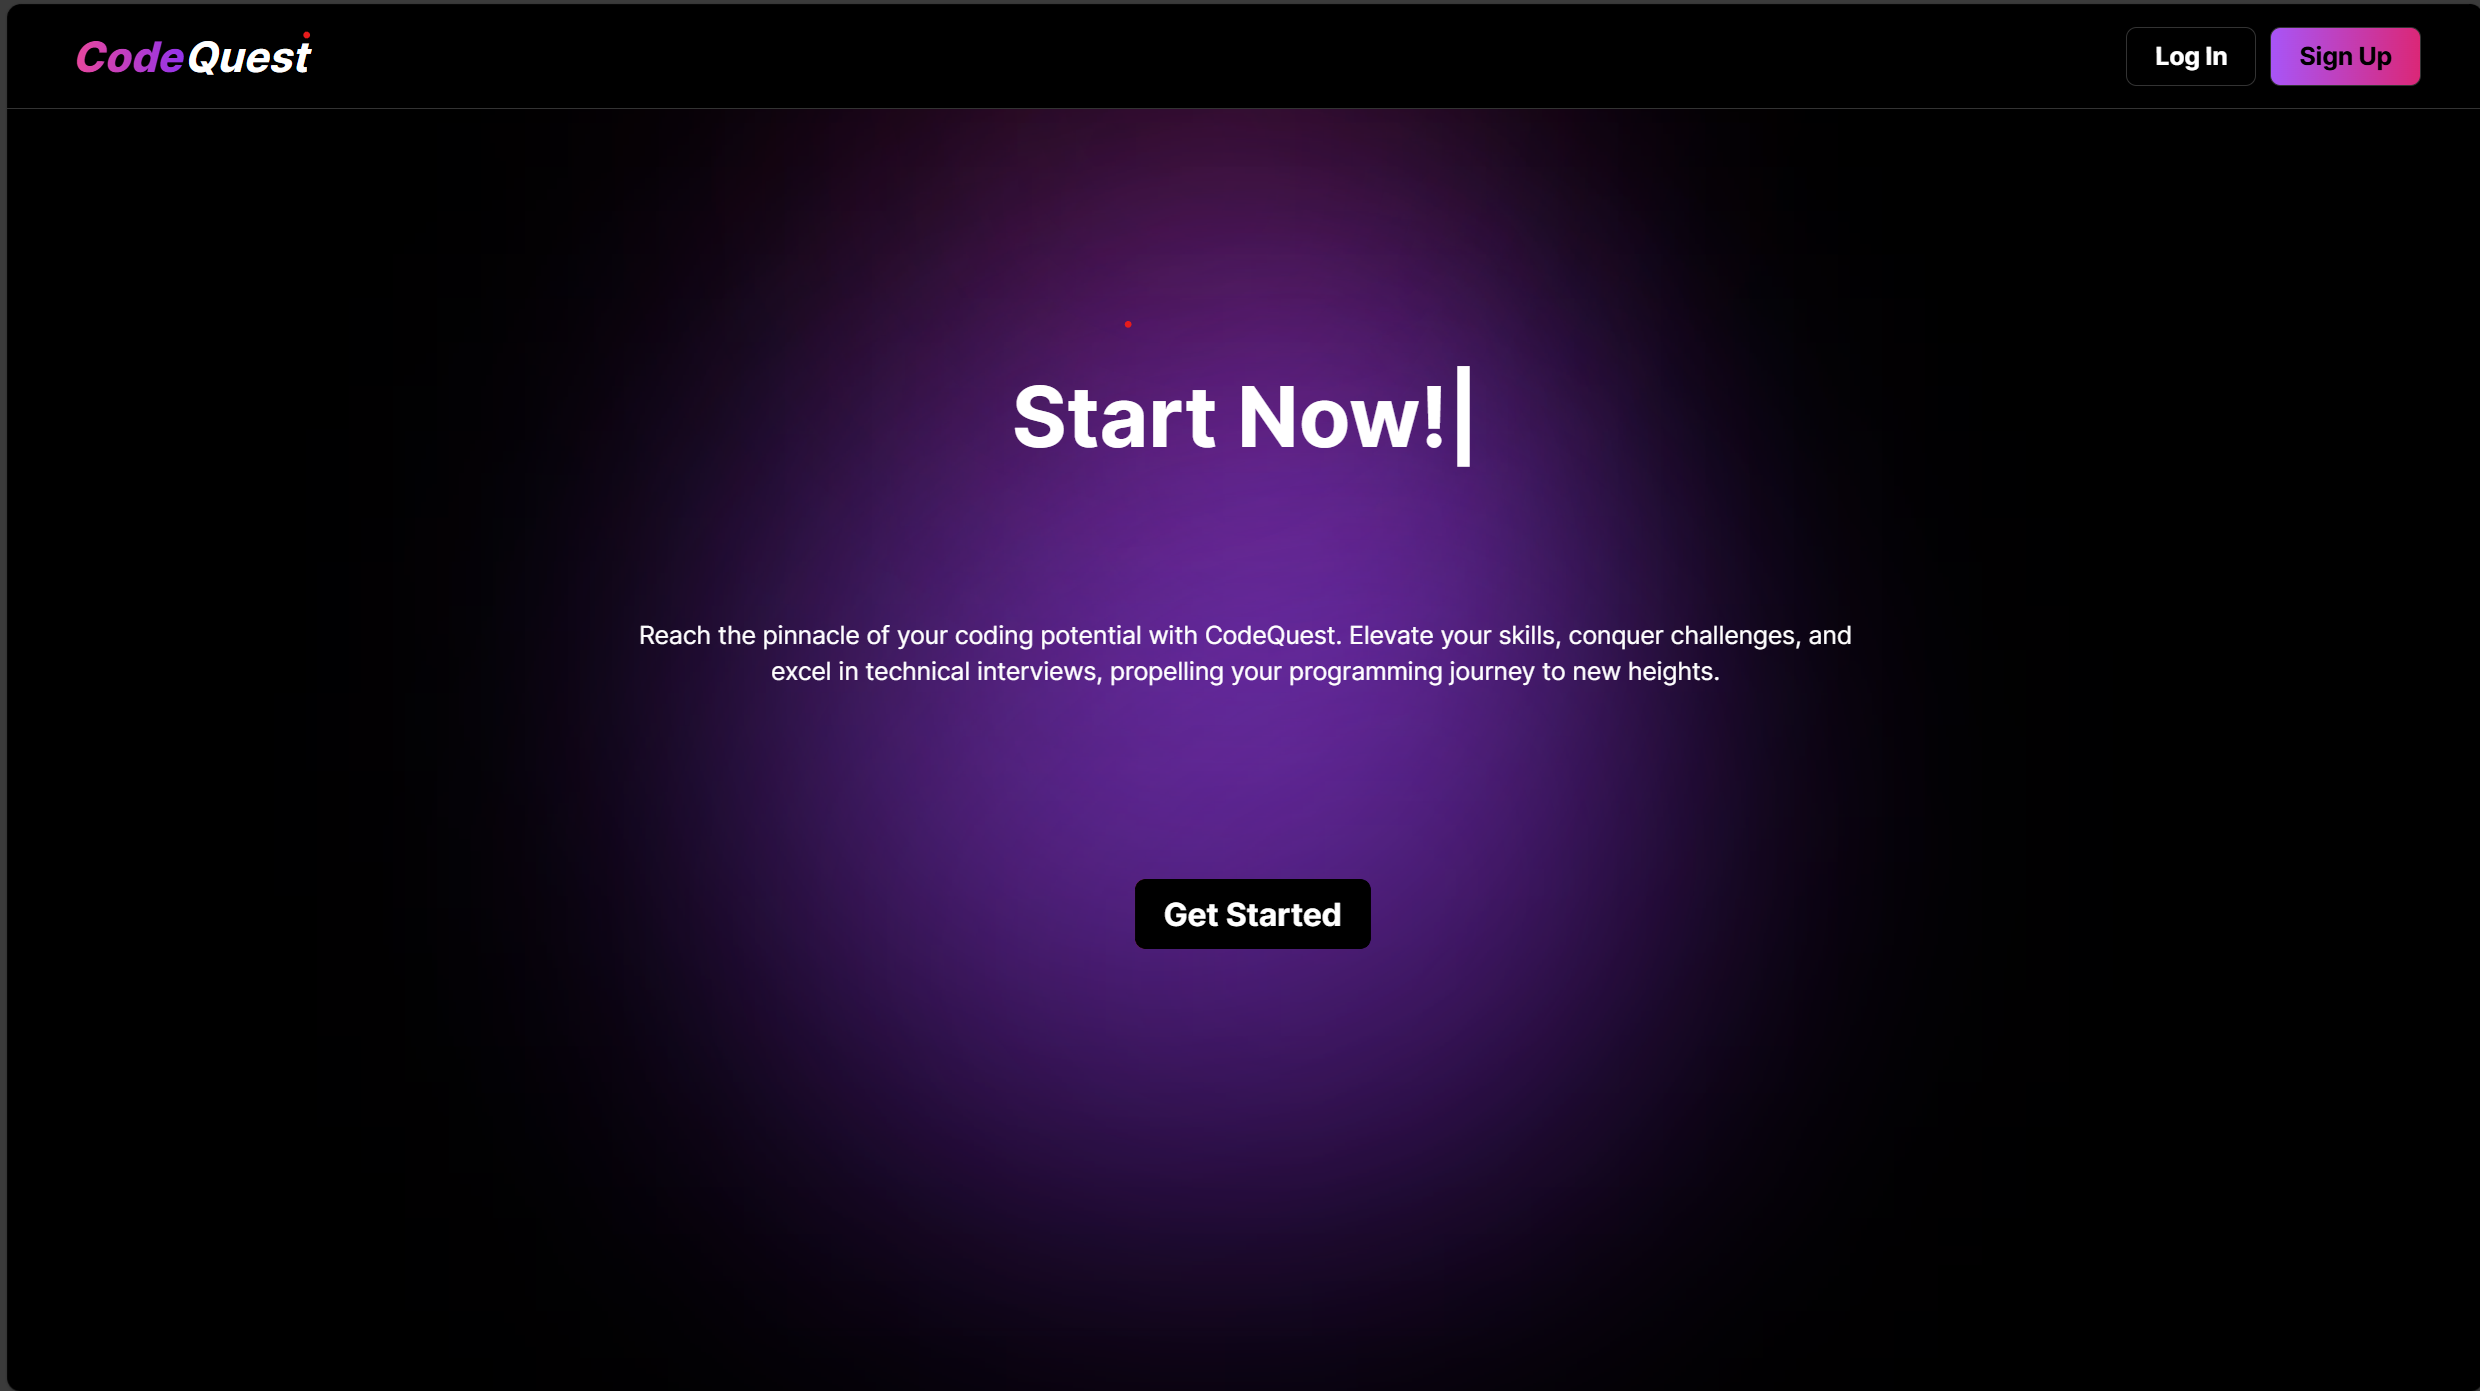 CodeQuest
Log In
Sign Up
Start Now!
Reach the pinnacle of your coding potential with CodeQuest. Elevate your skills, conquer challenges, and
excel in technical interviews, propelling your programming journey to new heights.
Get Started